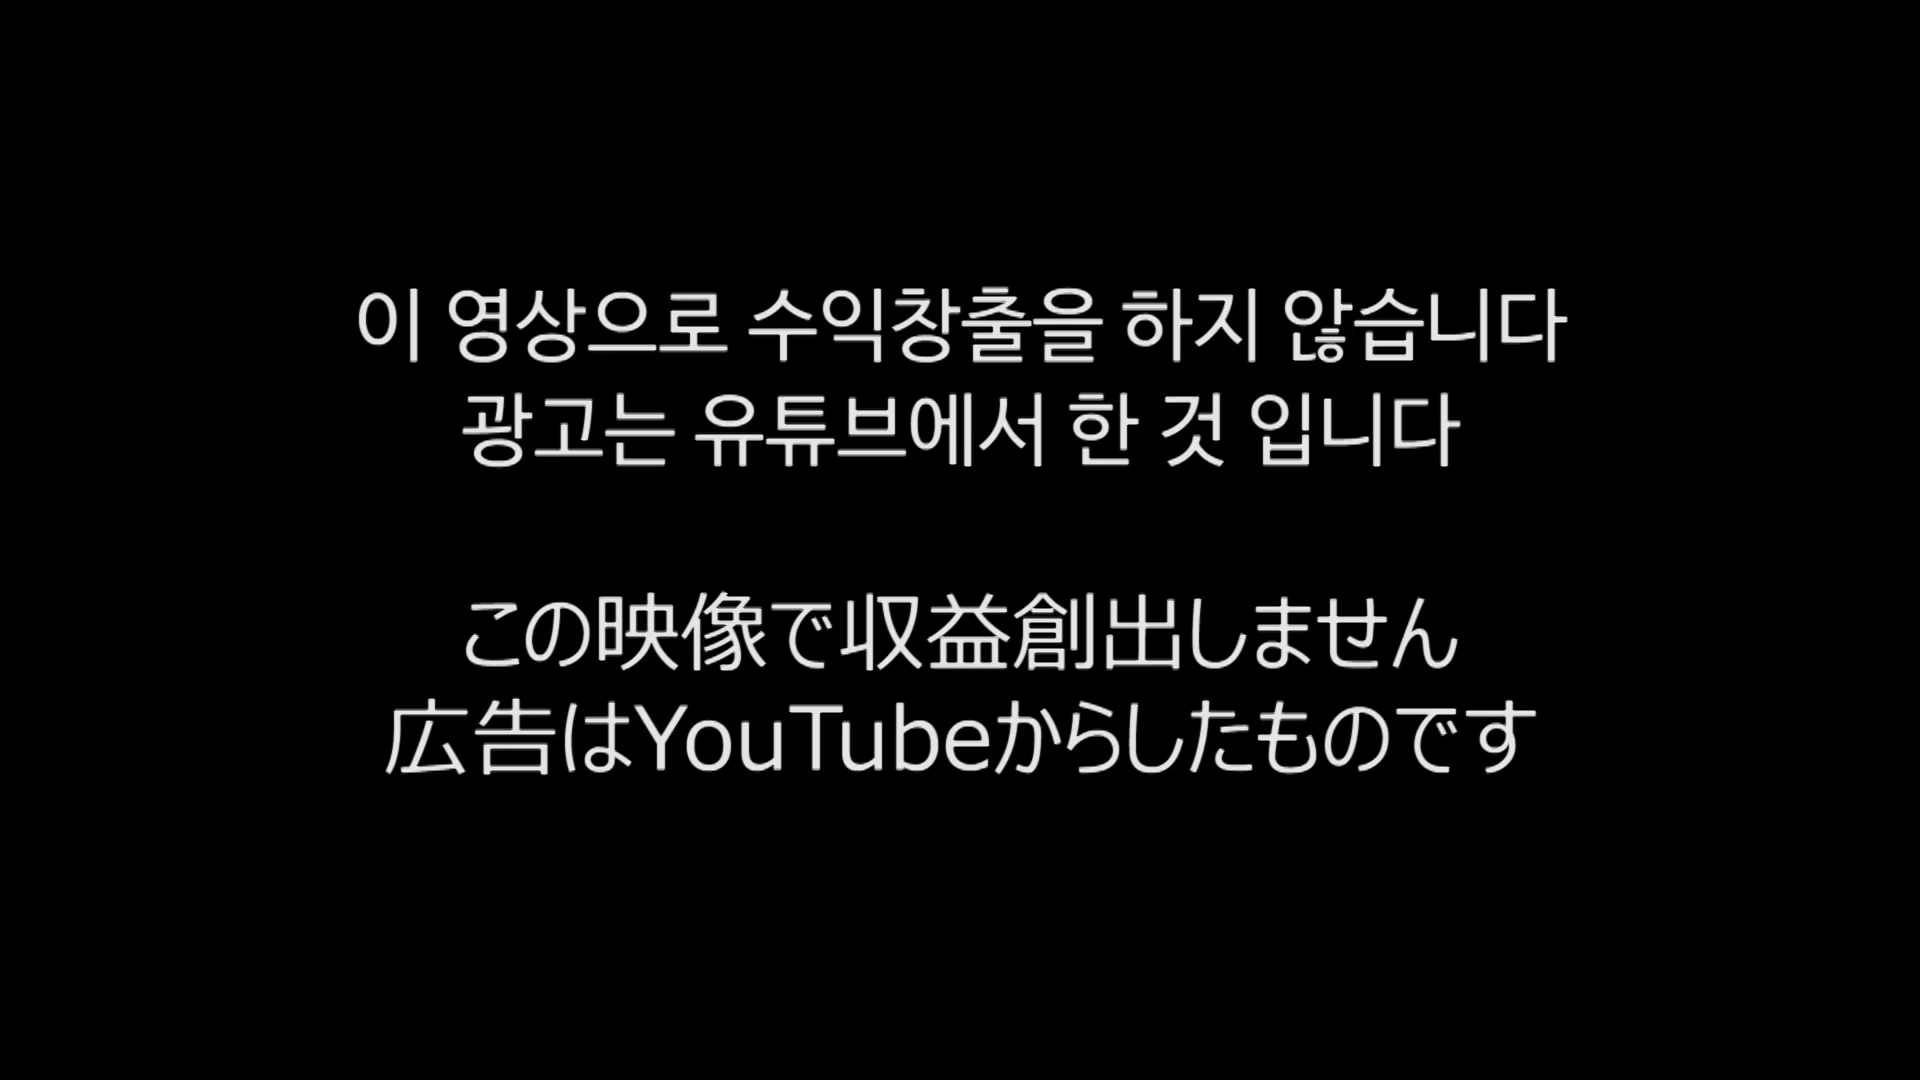 이 영상으로 수익창출을 하지 않습니다
광고는 유튜브에서 한 것 입니다
この映像で収益創出しません
広告はYouTubeからしたものです